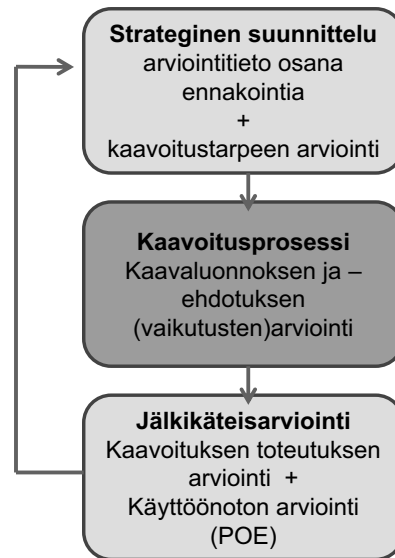 Strateginen suunnittelu
arviointitieto osana
ennakointia
+
kaavoitustarpeen arviointi
Kaavoitusprosessi
Kaavaluonnoksen ja –
ehdotuksen
(vaikutusten)arviointi
Jälkikäteisarviointi
Kaavoituksen toteutuksen
arviointi +
Käyttöönoton arviointi
(POE)